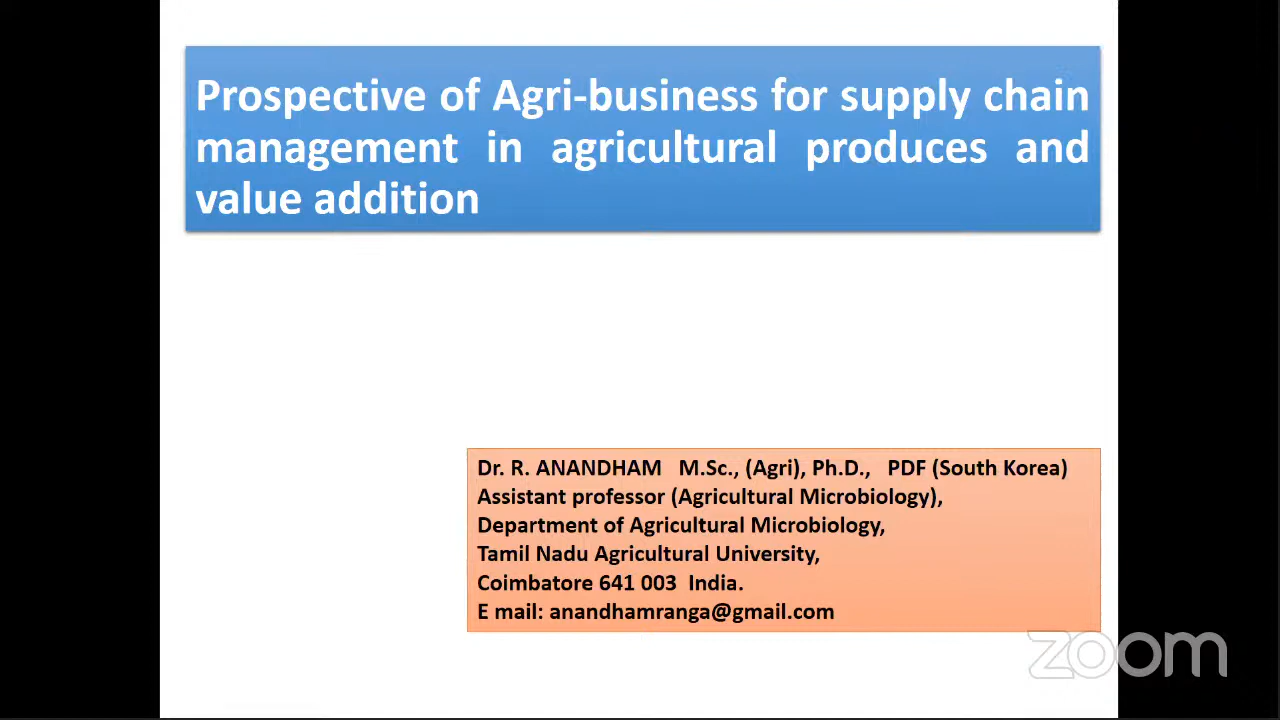 Prospective of Agri-business for supply chain
management in agricultural produces and
value addition
Dr. R. ANANDHAM M.Sc., (Agri), Ph.D., PDF (South Korea)
Assistant professor (Agricultural Microbiology),
Department of Agricultural Microbiology,
Tamil Nadu Agricultural University,
Coimbatore 641 003 India.
E mail: anandhamranga@gmail.com
zoom